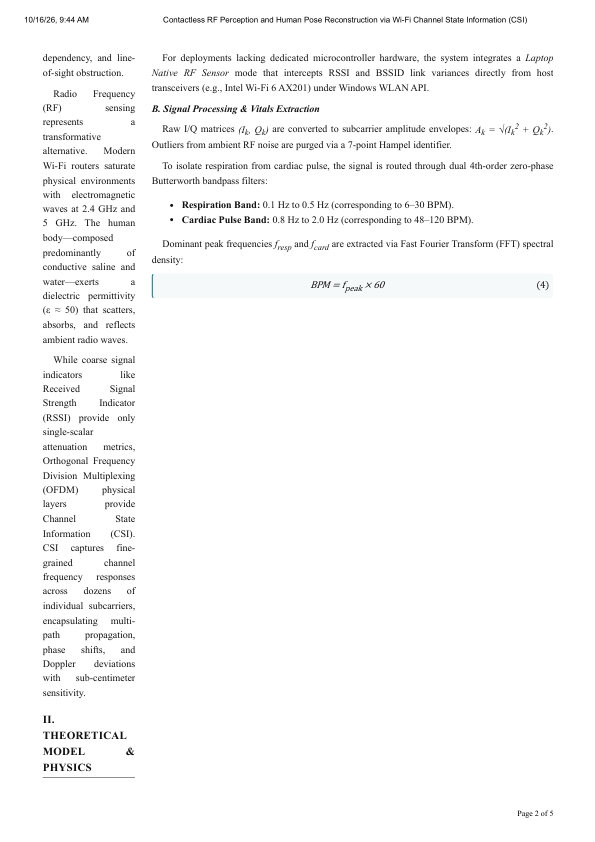 10/16/26, 9:44 AM
Contactless RF Perception and Human Pose Reconstruction via Wi-Fi Channel State Information (CSI)
dependency, and line-
of-sight obstruction.
Radio Frequency
(RF) sensing
represents a
transformative
alternative. Modern
Wi-Fi routers saturate
physical environments
with electromagnetic
waves at 2.4 GHz and
5 GHz. The human
body—composed
predominantly of
conductive saline and
water—exerts a
dielectric permittivity
(ε ≈ 50) that scatters,
absorbs, and reflects
ambient radio waves.
While coarse signal
indicators like
Received Signal
Strength Indicator
(RSSI) provide only
single-scalar
attenuation metrics,
Orthogonal Frequency
Division Multiplexing
(OFDM) physical
layers provide
Channel State
Information (CSI).
CSI captures fine-
grained channel
frequency responses
across dozens of
individual subcarriers,
encapsulating multi-
path propagation,
phase shifts, and
Doppler deviations
with sub-centimeter
sensitivity.
II.
THEORETICAL
MODEL &
PHYSICS
For deployments lacking dedicated microcontroller hardware, the system integrates a Laptop
Native RF Sensor mode that intercepts RSSI and BSSID link variances directly from host
transceivers (e.g., Intel Wi-Fi 6 AX201) under Windows WLAN API.
B. Signal Processing & Vitals Extraction
Raw I/Q matrices (Ik, Qk) are converted to subcarrier amplitude envelopes: Ak = √(Ik² + Qk²).
Outliers from ambient RF noise are purged via a 7-point Hampel identifier.
To isolate respiration from cardiac pulse, the signal is routed through dual 4th-order zero-phase
Butterworth bandpass filters:
• Respiration Band: 0.1 Hz to 0.5 Hz (corresponding to 6–30 BPM).
• Cardiac Pulse Band: 0.8 Hz to 2.0 Hz (corresponding to 48–120 BPM).
Dominant peak frequencies fresp and fcard are extracted via Fast Fourier Transform (FFT) spectral
density:
BPM = fpeak × 60 (4)
Page 2 of 5